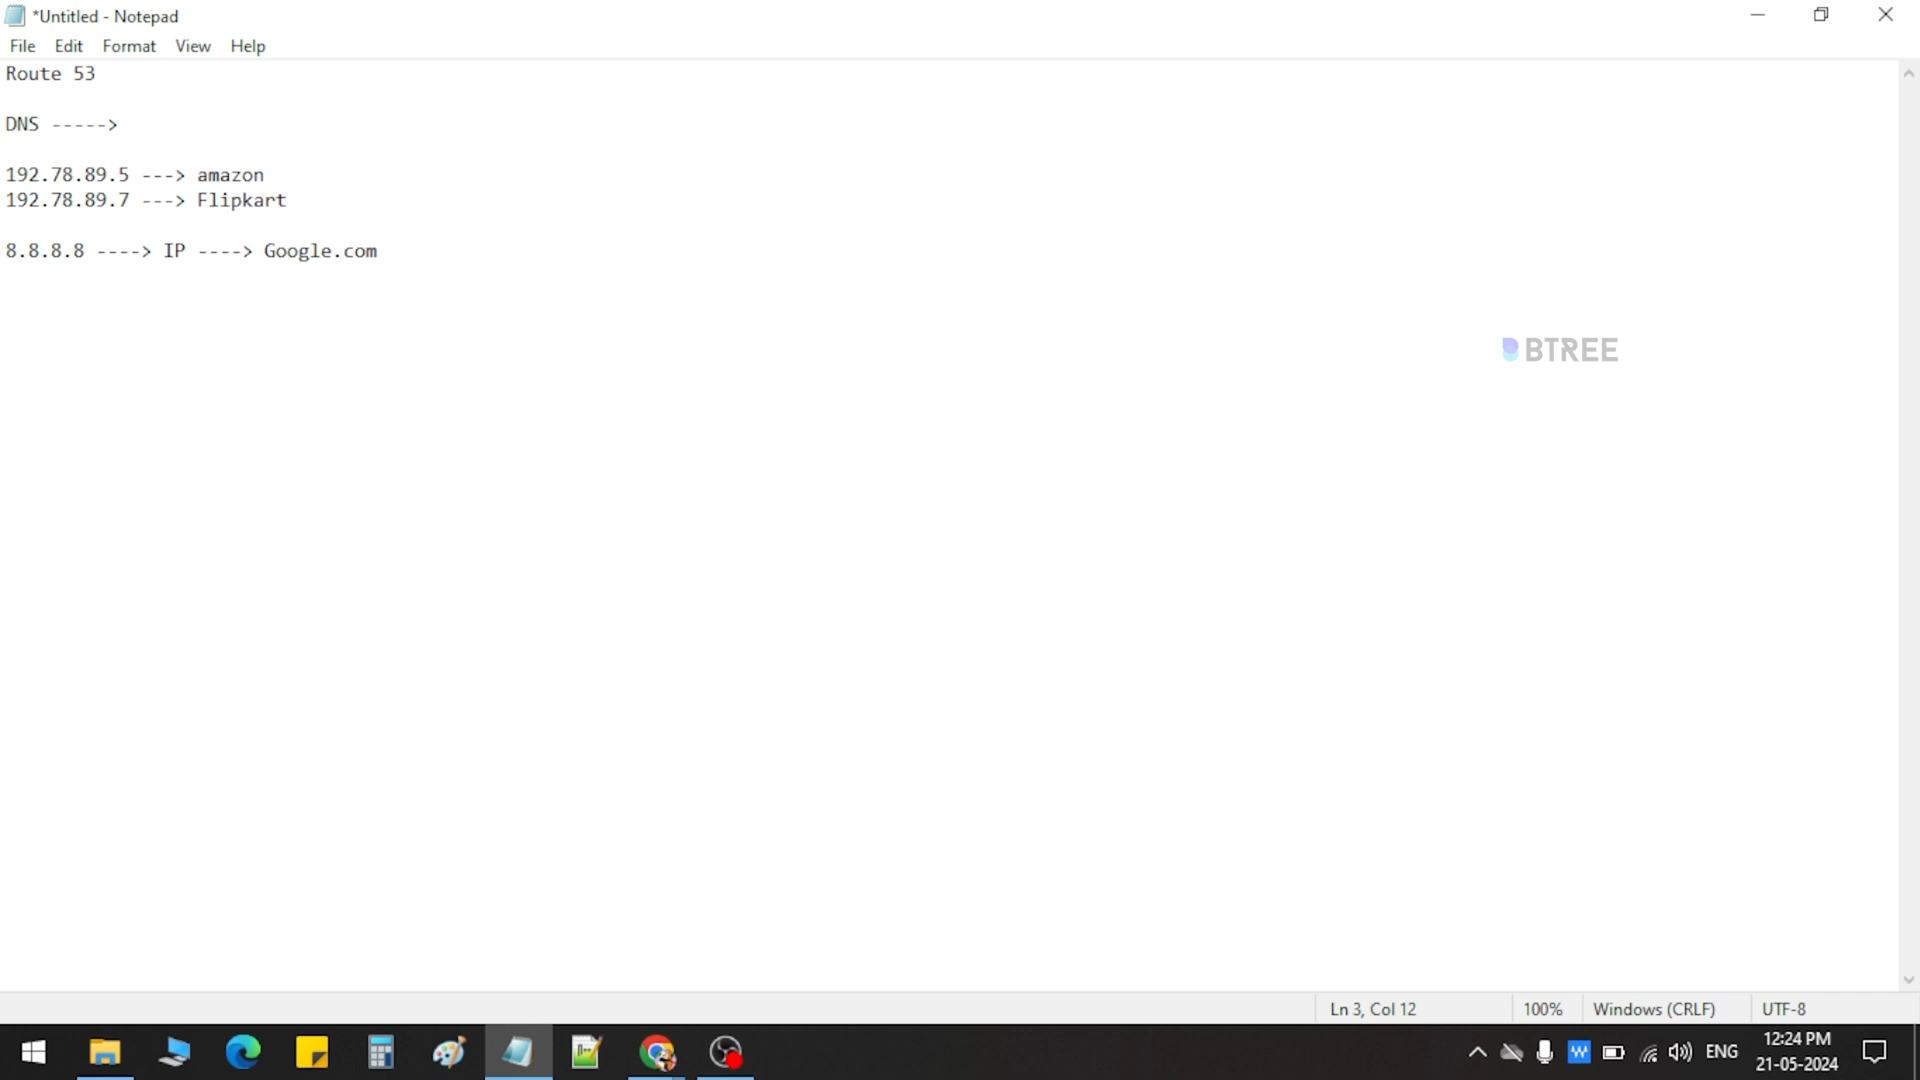 *Untitled - Notepad
File Edit Format View Help
Route 53
DNS ----->
192.78.89.5 ---> amazon
192.78.89.7 ---> Flipkart
8.8.8.8 ----> IP ----> Google.com
BTREE
Ln 3, Col 12 100% Windows (CRLF) UTF-8
W ENG 12:24 PM
21-05-2024